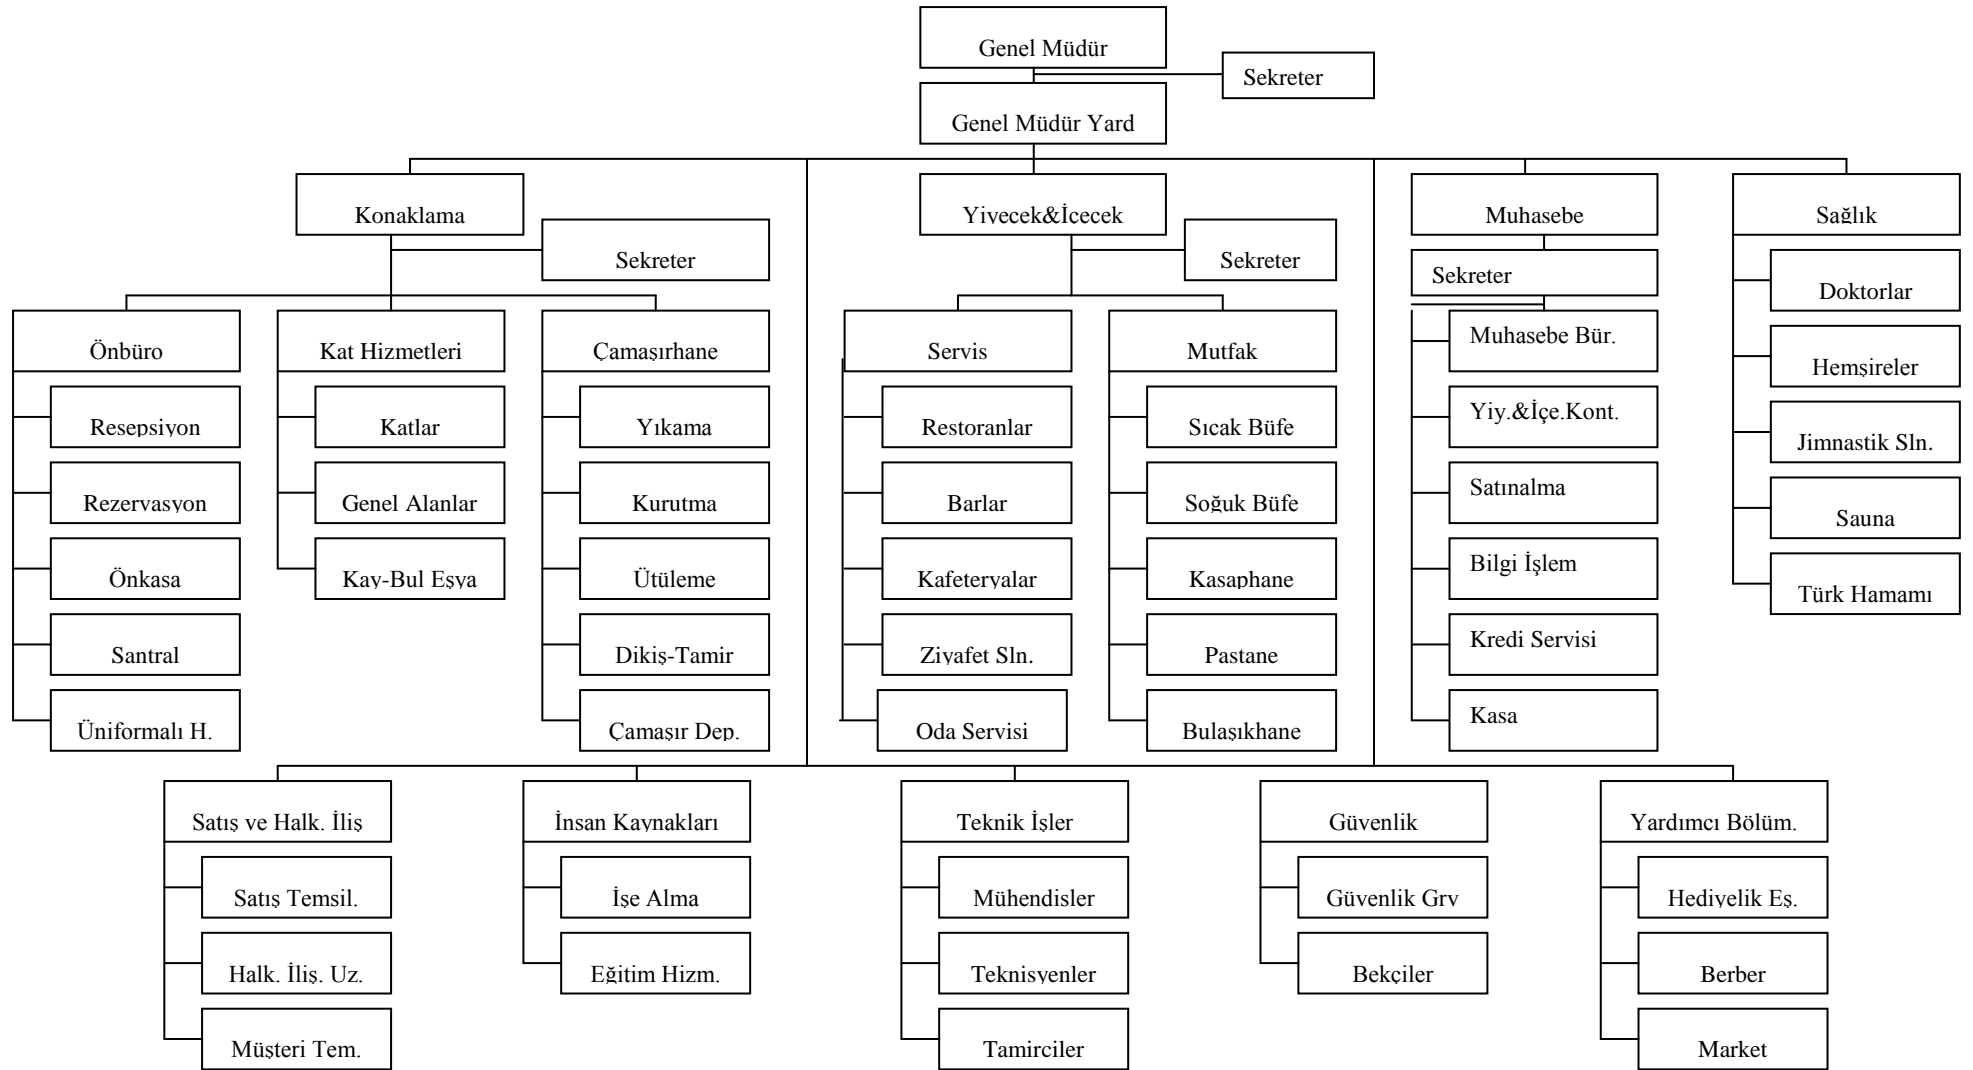 Genel Müdür
Sekreter
Genel Müdür Yard
Konaklama
Yiyecek&İçecek
Muhasebe
Sağlık
Sekreter
Sekreter
Sekreter
Doktorlar
Önbüro
Kat Hizmetleri
Çamaşırhane
Servis
Mutfak
Muhasebe Bür.
Hemşireler
Resepsiyon
Katlar
Yıkama
Restoranlar
Sıcak Büfe
Yiy.&İçe.Kont.
Jimnastik Sln.
Rezervasyon
Genel Alanlar
Kurutma
Barlar
Soğuk Büfe
Satınalma
Sauna
Önkasa
Kay-Bul Eşya
Ütüleme
Kafeteryalar
Kasaphane
Bilgi İşlem
Türk Hamamı
Santral
Dikiş-Tamir
Ziyafet Sln.
Pastane
Kredi Servisi
Üniformalı H.
Çamaşır Dep.
Oda Servisi
Bulaşıkhane
Kasa
Satış ve Halk. İliş
İnsan Kaynakları
Teknik İşler
Güvenlik
Yardımcı Bölüm.
Satış Temsil.
İşe Alma
Mühendisler
Güvenlik Grv
Hediyelik Eş.
Halk. İliş. Uz.
Eğitim Hizm.
Teknisyenler
Bekçiler
Berber
Müşteri Tem.
Tamirciler
Market